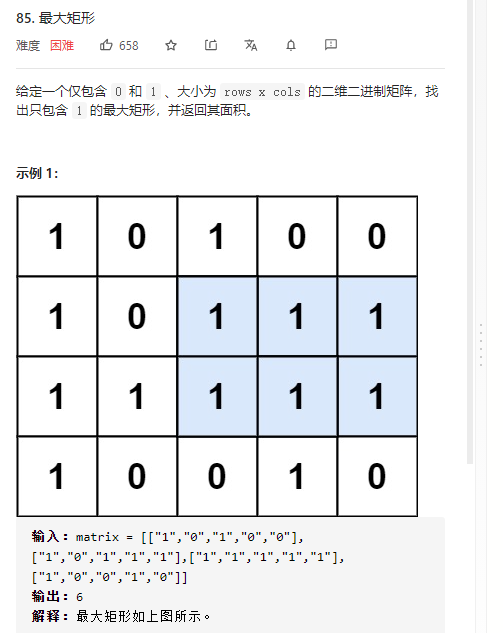 85. 最大矩形
难度 困难 658
给定一个仅包含 0 和 1 、大小为 rows x cols 的二维二进制矩阵，找
出只包含 1 的最大矩形，并返回其面积。
示例 1：
1 0 1 0 0
1 0 1 1 1
1 1 1 1 1
1 0 0 1 0
输入：matrix = [["1","0","1","0","0"],
["1","0","1","1","1"],["1","1","1","1","1"],
["1","0","0","1","0"]]
输出：6
解释：最大矩形如上图所示。